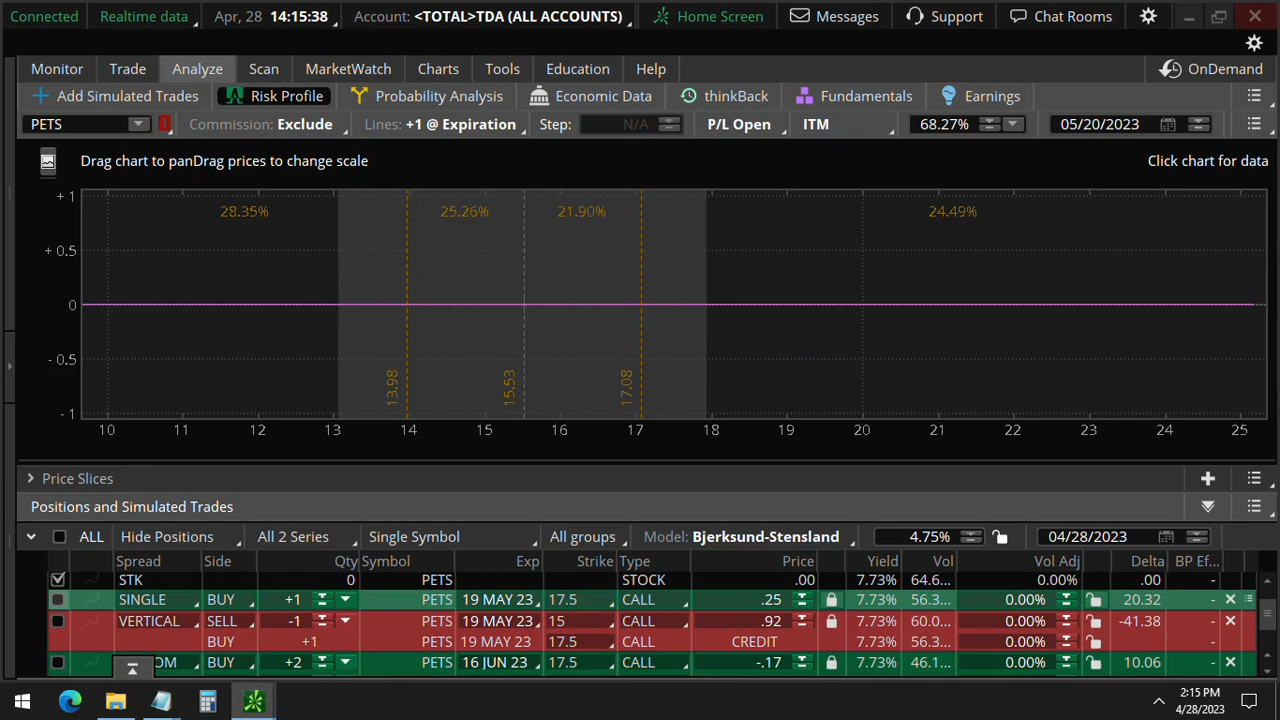 Connected Realtime data Apr, 28 14:15:38 Account: <TOTAL>TDA (ALL ACCOUNTS) Home Screen Messages Support Chat Rooms
Monitor Trade Analyze Scan MarketWatch Charts Tools Education Help OnDemand
Add Simulated Trades Risk Profile Probability Analysis Economic Data thinkBack Fundamentals Earnings
PETS 1 Commission: Exclude Lines: +1 @ Expiration Step: N/A P/L Open ITM 68.27% 05/20/2023
Drag chart to panDrag prices to change scale Click chart for data
+ 1
28.35% 25.26% 21.90% 24.49%
+ 0.5
0
- 0.5
13.98 15.53 17.08
- 1
10 11 12 13 14 15 16 17 18 19 20 21 22 23 24 25
Price Slices
Positions and Simulated Trades
ALL Hide Positions All 2 Series Single Symbol All groups Model: Bjerksund-Stensland 4.75% 04/28/2023
Spread Side Qty Symbol Exp Strike Type Price Yield Vol Vol Adj Delta BP Ef...
STK 0 PETS STOCK .00 7.73% 64.6... 0.00% .00 -
SINGLE BUY +1 PETS 19 MAY 23 17.5 CALL .25 7.73% 56.3... 0.00% 20.32 -
VERTICAL SELL -1 PETS 19 MAY 23 15 CALL .92 7.73% 60.0... 0.00% -41.38 -
BUY +1 PETS 19 MAY 23 17.5 CALL CREDIT 7.73% 56.3... 0.00% -
OM BUY +2 PETS 16 JUN 23 17.5 CALL -.17 7.73% 46.1... 0.00% 10.06 -
2:15 PM
4/28/2023